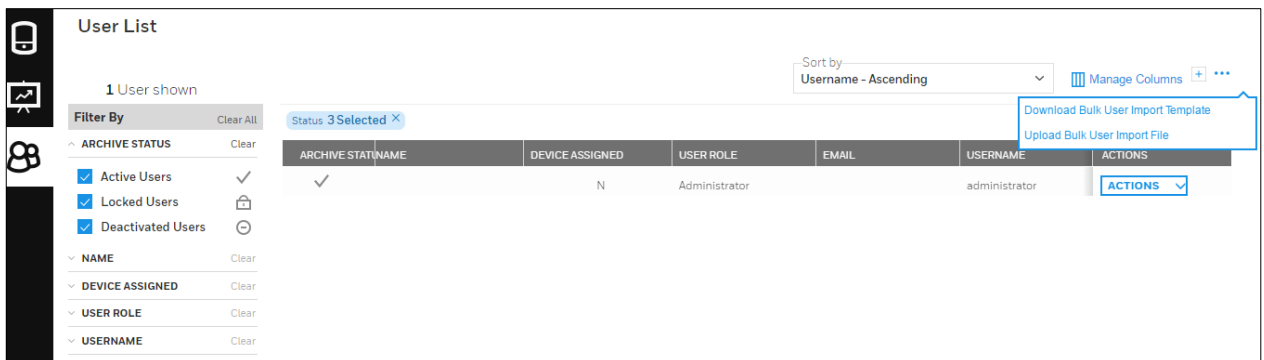 User List
Sort by
Username - Ascending
Manage Columns
1 User shown
Download Bulk User Import Template
Upload Bulk User Import File
Filter By Clear All
Status 3 Selected ×
ARCHIVE STATUS Clear
ARCHIVE STATU NAME DEVICE ASSIGNED USER ROLE EMAIL USERNAME ACTIONS
Active Users
N Administrator administrator ACTIONS
Locked Users
Deactivated Users
NAME Clear
DEVICE ASSIGNED Clear
USER ROLE Clear
USERNAME Clear